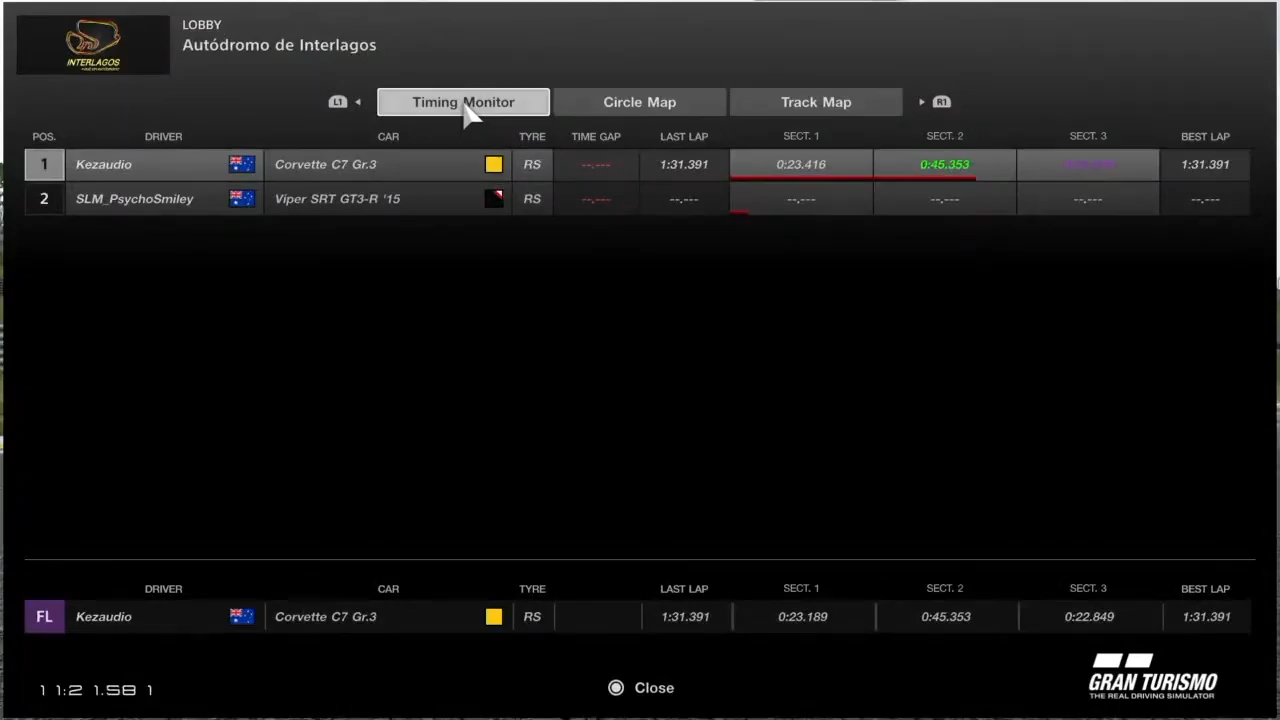 LOBBY
Autódromo de Interlagos
INTERLAGOS
L1 Timing Monitor Circle Map Track Map R1
POS. DRIVER CAR TYRE TIME GAP LAST LAP SECT. 1 SECT. 2 SECT. 3 BEST LAP
1 Kezaudio Corvette C7 Gr.3 RS --,--- 1:31.391 0:23.416 0:45.353 1:31.391
2 SLM_PsychoSmiley Viper SRT GT3-R '15 RS --,--- --,--- --,--- --,--- --,--- --,---
DRIVER CAR TYRE LAST LAP SECT. 1 SECT. 2 SECT. 3 BEST LAP
FL Kezaudio Corvette C7 Gr.3 RS 1:31.391 0:23.189 0:45.353 0:22.849 1:31.391
11:21.581
Close
GRAN TURISMO
THE REAL DRIVING SIMULATOR